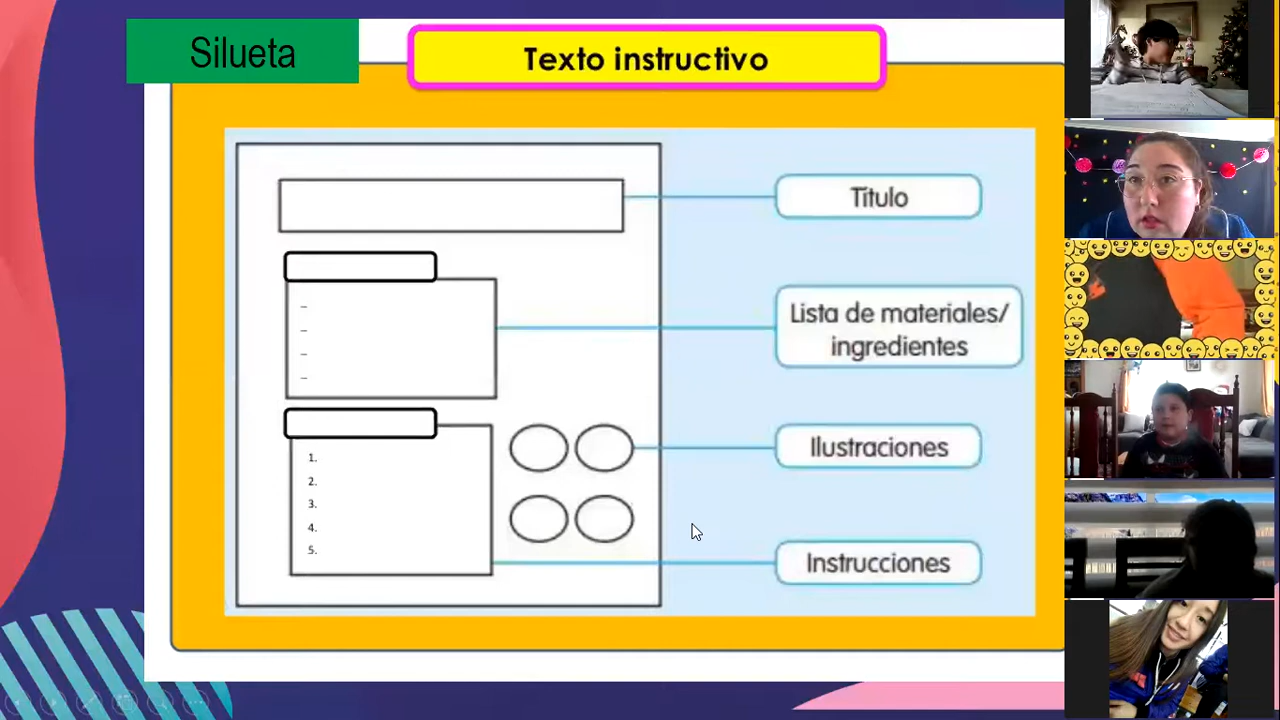 Silueta
Texto instructivo
Título
Lista de materiales/
ingredientes
Ilustraciones
1.
2.
3.
4.
5.
Instrucciones